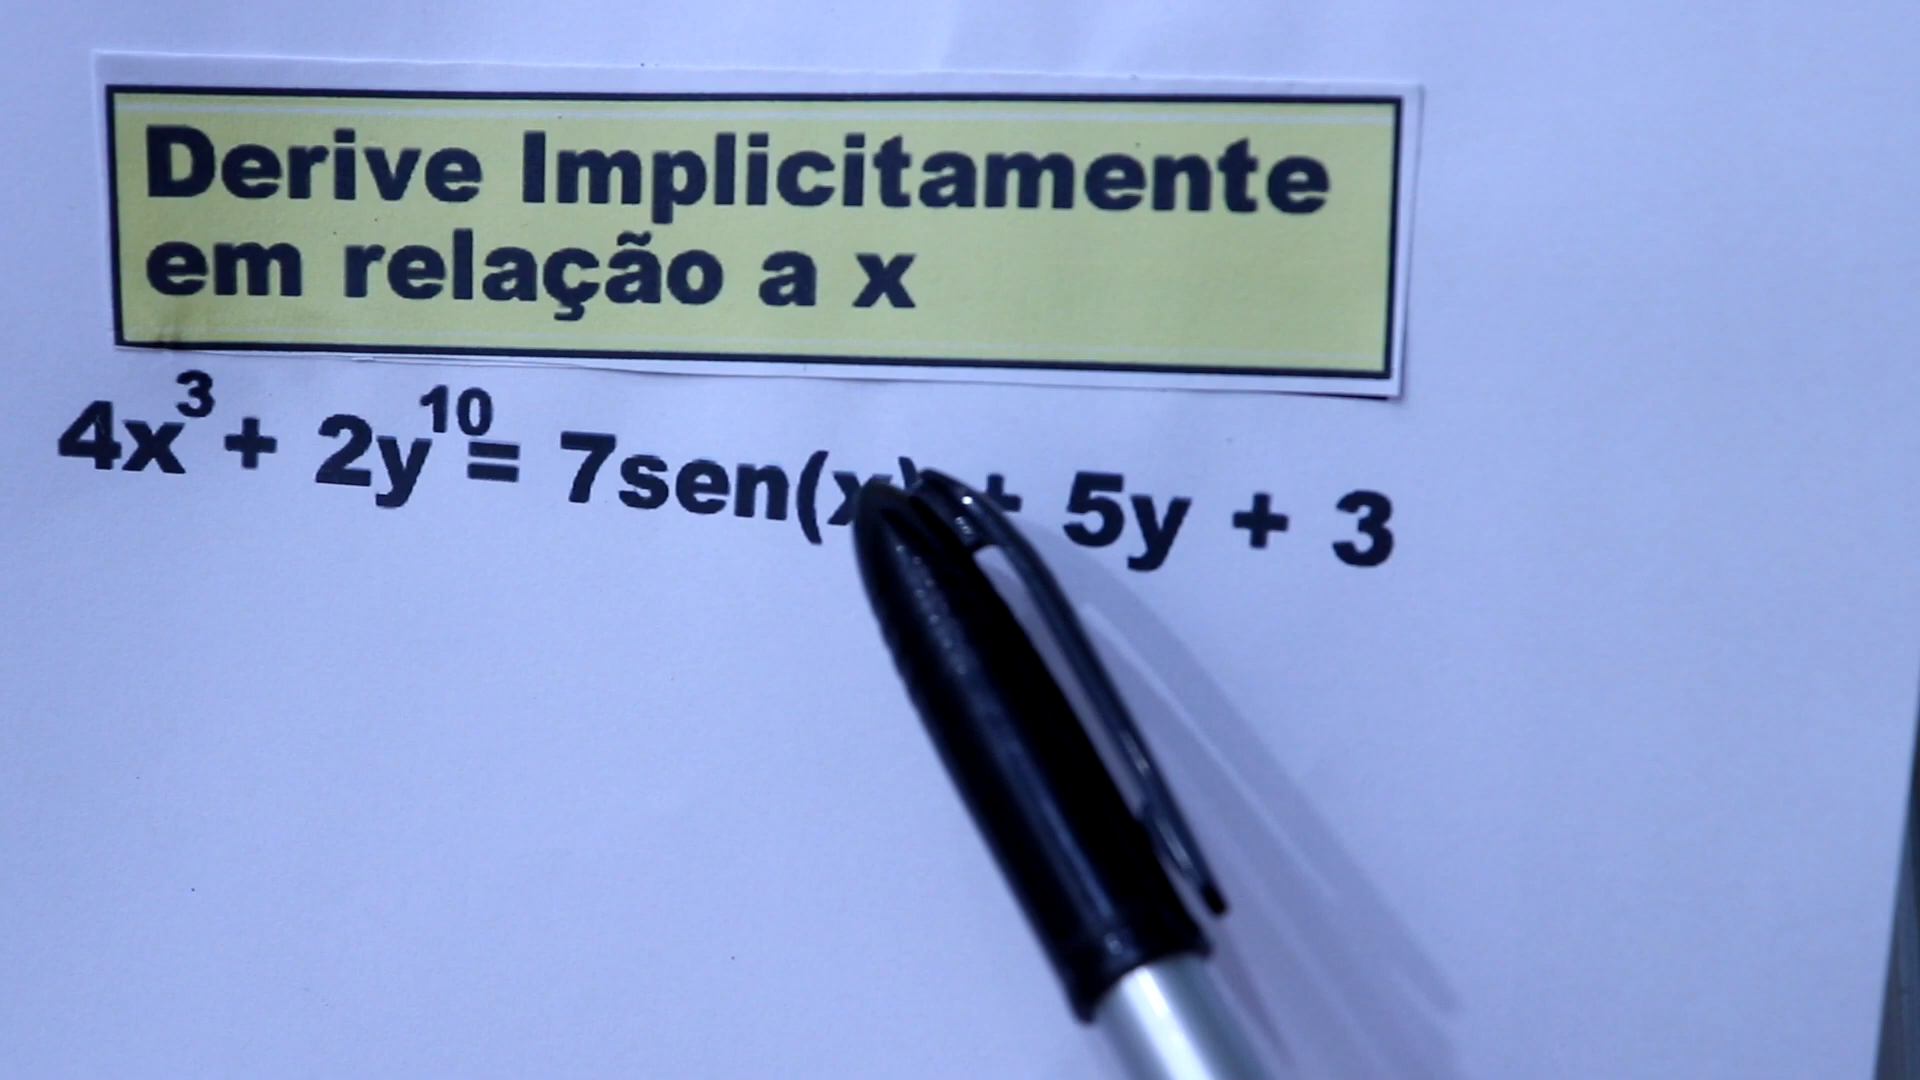 Derive Implicitamente
em relação a x
4x³ + 2y¹⁰ = 7sen(x) + 5y + 3